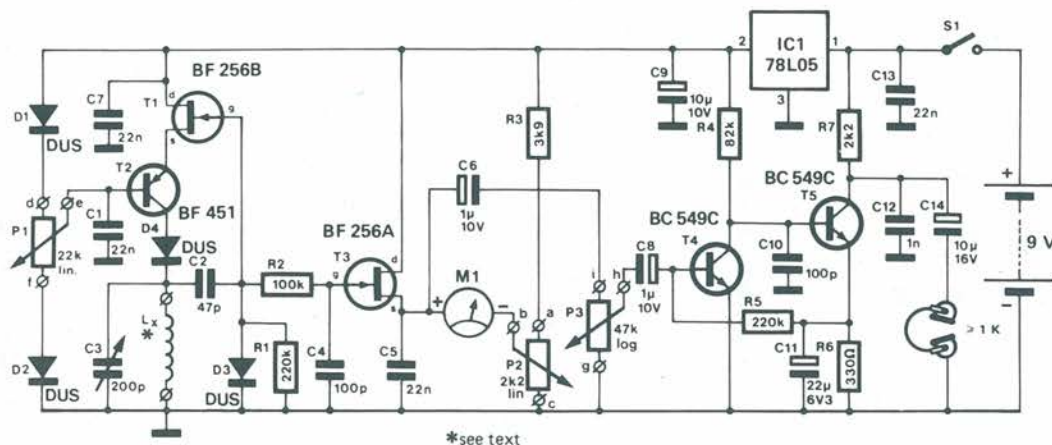 D1
DUS
d
e
P1
22k
lin.
f
D2
DUS
C7
22n
BF 256B
T1
d
g
s
T2
BF 451
C1
22n
D4
DUS
C2
47p
Lx
*
C3
200p
D3
DUS
R1
220k
R2
100k
C4
100p
BF 256A
T3
g
d
s
C5
22n
C6
1µ
10V
+
M1
-
b
a
R3
3k9
P2
2k2
lin
c
i
h
P3
47k
log
g
C8
1µ
10V
C9
10µ
10V
R4
82k
BC 549C
T4
C10
100p
R5
220k
C11
22µ
6V3
R6
330Ω
2
IC1
78L05
1
3
R7
2k2
BC 549C
T5
C12
1n
C13
22n
C14
10µ
16V
> 1 K
S1
+
9 V
-
*see text